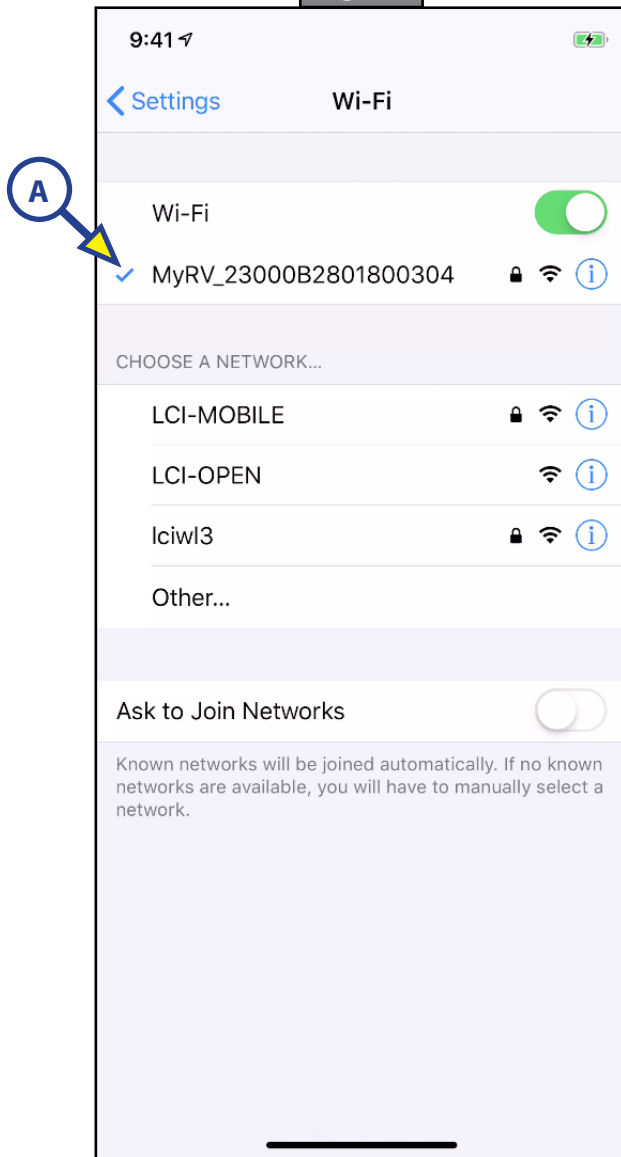 9:41
Settings
Wi-Fi
A
Wi-Fi
MyRV_23000B2801800304
CHOOSE A NETWORK...
LCI-MOBILE
LCI-OPEN
lciwl3
Other...
Ask to Join Networks
Known networks will be joined automatically. If no known
networks are available, you will have to manually select a
network.